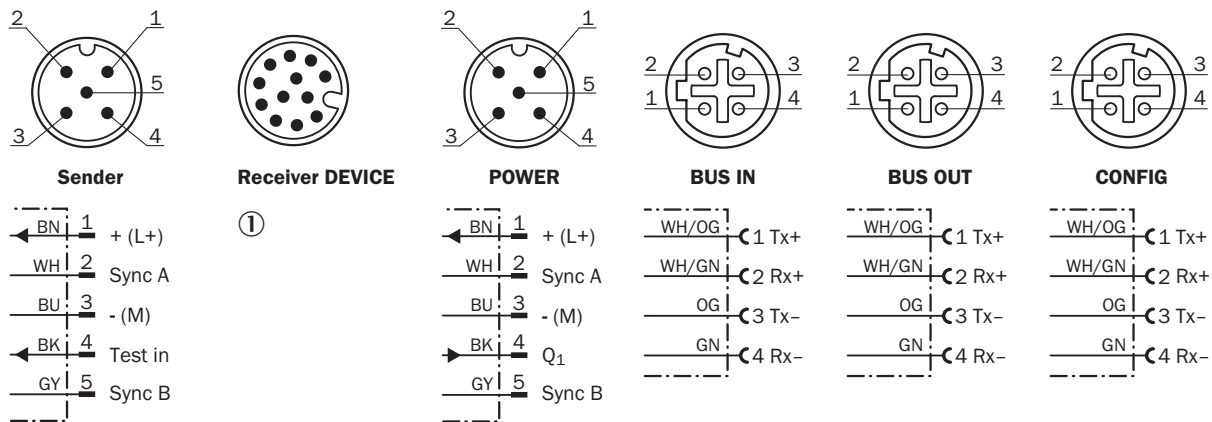 2 1
5
3 4
Sender
BN 1 + (L+)
WH 2 Sync A
BU 3 - (M)
BK 4 Test in
GY 5 Sync B
Receiver DEVICE
①
2 1
5
3 4
POWER
BN 1 + (L+)
WH 2 Sync A
BU 3 - (M)
BK 4 Q₁
GY 5 Sync B
2 3
1 4
BUS IN
WH/OG 1 Tx+
WH/GN 2 Rx+
OG 3 Tx–
GN 4 Rx–
2 3
1 4
BUS OUT
WH/OG 1 Tx+
WH/GN 2 Rx+
OG 3 Tx–
GN 4 Rx–
2 3
1 4
CONFIG
WH/OG 1 Tx+
WH/GN 2 Rx+
OG 3 Tx–
GN 4 Rx–